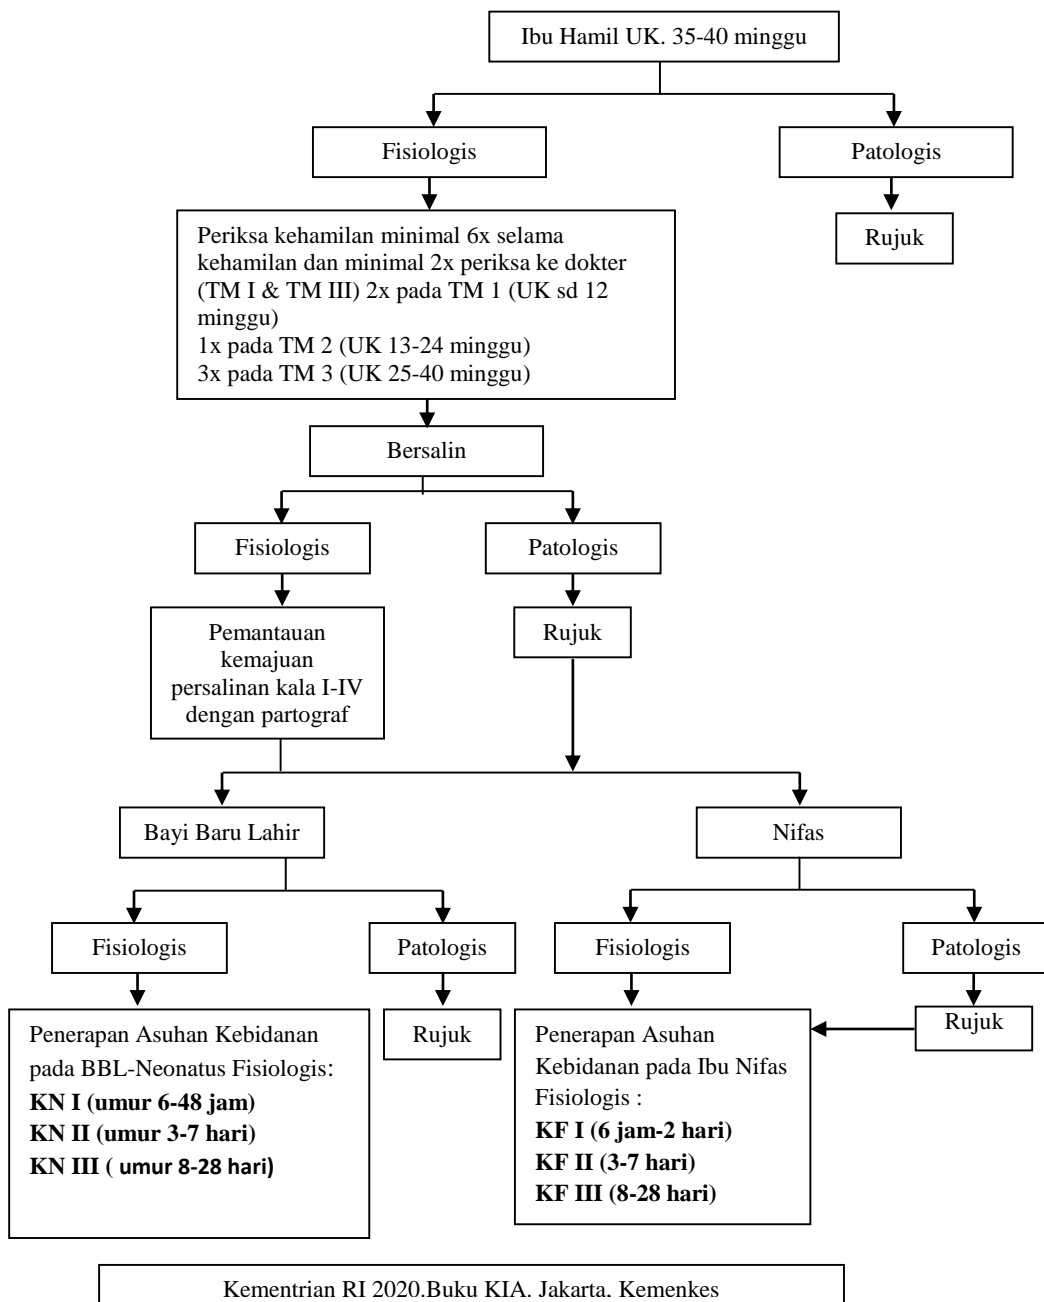 Ibu Hamil UK. 35-40 minggu
Fisiologis
Patologis
Rujuk
Periksa kehamilan minimal 6x selama
kehamilan dan minimal 2x periksa ke dokter
(TM I & TM III) 2x pada TM 1 (UK sd 12
minggu)
1x pada TM 2 (UK 13-24 minggu)
3x pada TM 3 (UK 25-40 minggu)
Bersalin
Fisiologis
Patologis
Pemantauan
kemajuan
persalinan kala I-IV
dengan partograf
Rujuk
Bayi Baru Lahir
Nifas
Fisiologis
Patologis
Fisiologis
Patologis
Penerapan Asuhan Kebidanan
pada BBL-Neonatus Fisiologis:
KN I (umur 6-48 jam)
KN II (umur 3-7 hari)
KN III ( umur 8-28 hari)
Rujuk
Penerapan Asuhan
Kebidanan pada Ibu Nifas
Fisiologis :
KF I (6 jam-2 hari)
KF II (3-7 hari)
KF III (8-28 hari)
Rujuk
Kementrian RI 2020.Buku KIA. Jakarta, Kemenkes